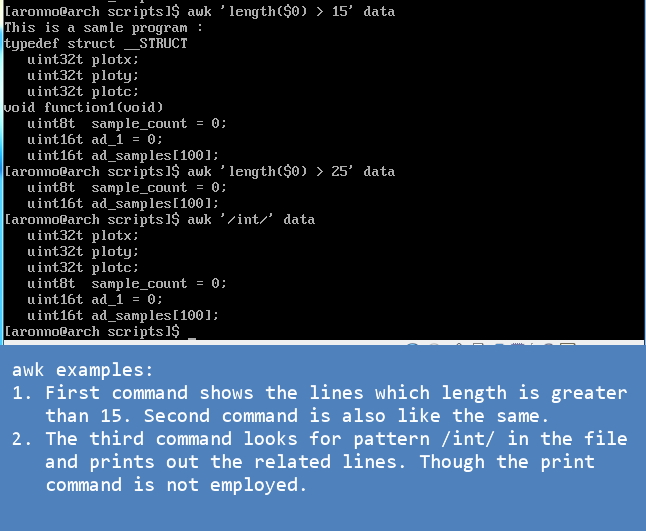 [aronno@arch scripts]$ awk 'length($0) > 15' data
This is a samle program :
typedef struct __STRUCT
   uint32t plotx;
   uint32t ploty;
   uint32t plotc;
void function1(void)
   uint8t  sample_count = 0;
   uint16t ad_1 = 0;
   uint16t ad_samples[100];
[aronno@arch scripts]$ awk 'length($0) > 25' data
   uint8t  sample_count = 0;
   uint16t ad_samples[100];
[aronno@arch scripts]$ awk '/int/' data
   uint32t plotx;
   uint32t ploty;
   uint32t plotc;
   uint8t  sample_count = 0;
   uint16t ad_1 = 0;
   uint16t ad_samples[100];
[aronno@arch scripts]$ _
awk examples:
1. First command shows the lines which length is greater
than 15. Second command is also like the same.
2. The third command looks for pattern /int/ in the file
and prints out the related lines. Though the print
command is not employed.